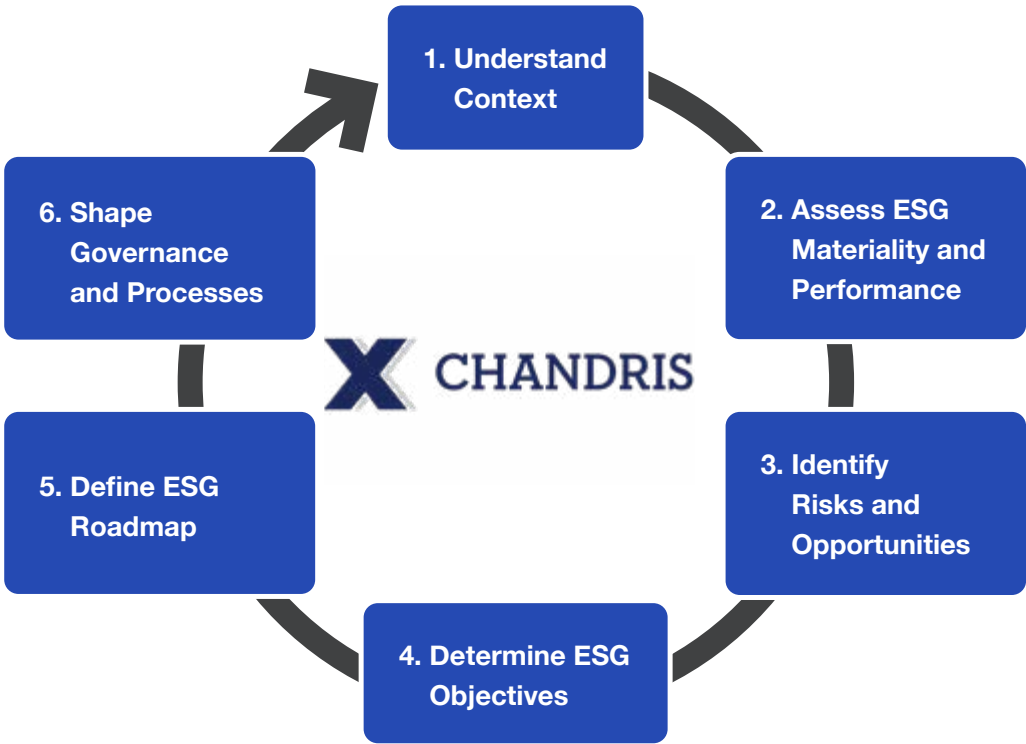 1. Understand
Context
2. Assess ESG
Materiality and
Performance
3. Identify
Risks and
Opportunities
4. Determine ESG
Objectives
5. Define ESG
Roadmap
6. Shape
Governance
and Processes
X CHANDRIS